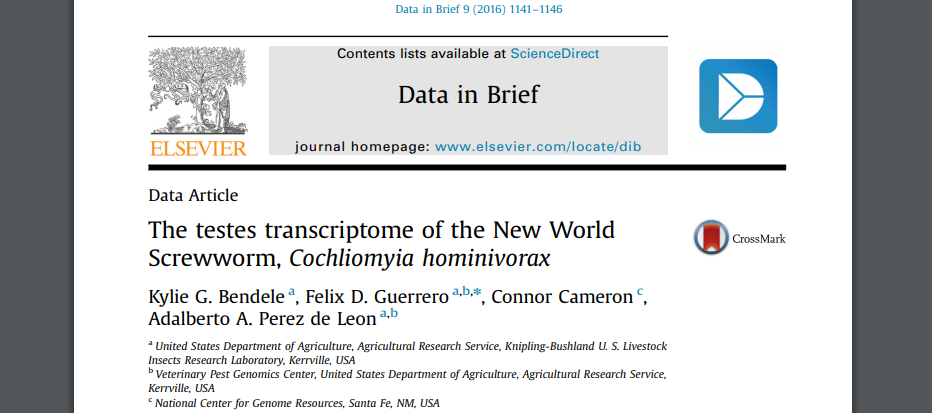 Data in Brief 9 (2016) 1141–1146
Contents lists available at ScienceDirect
Data in Brief
ELSEVIER
journal homepage: www.elsevier.com/locate/dib
Data Article
The testes transcriptome of the New World
Screwworm, Cochliomyia hominivorax
CrossMark
Kylie G. Bendele a, Felix D. Guerrero a,b,*, Connor Cameron c,
Adalberto A. Perez de Leon a,b
a United States Department of Agriculture, Agricultural Research Service, Knipling-Bushland U. S. Livestock
Insects Research Laboratory, Kerrville, USA
b Veterinary Pest Genomics Center, United States Department of Agriculture, Agricultural Research Service,
Kerrville, USA
c National Center for Genome Resources, Santa Fe, NM, USA